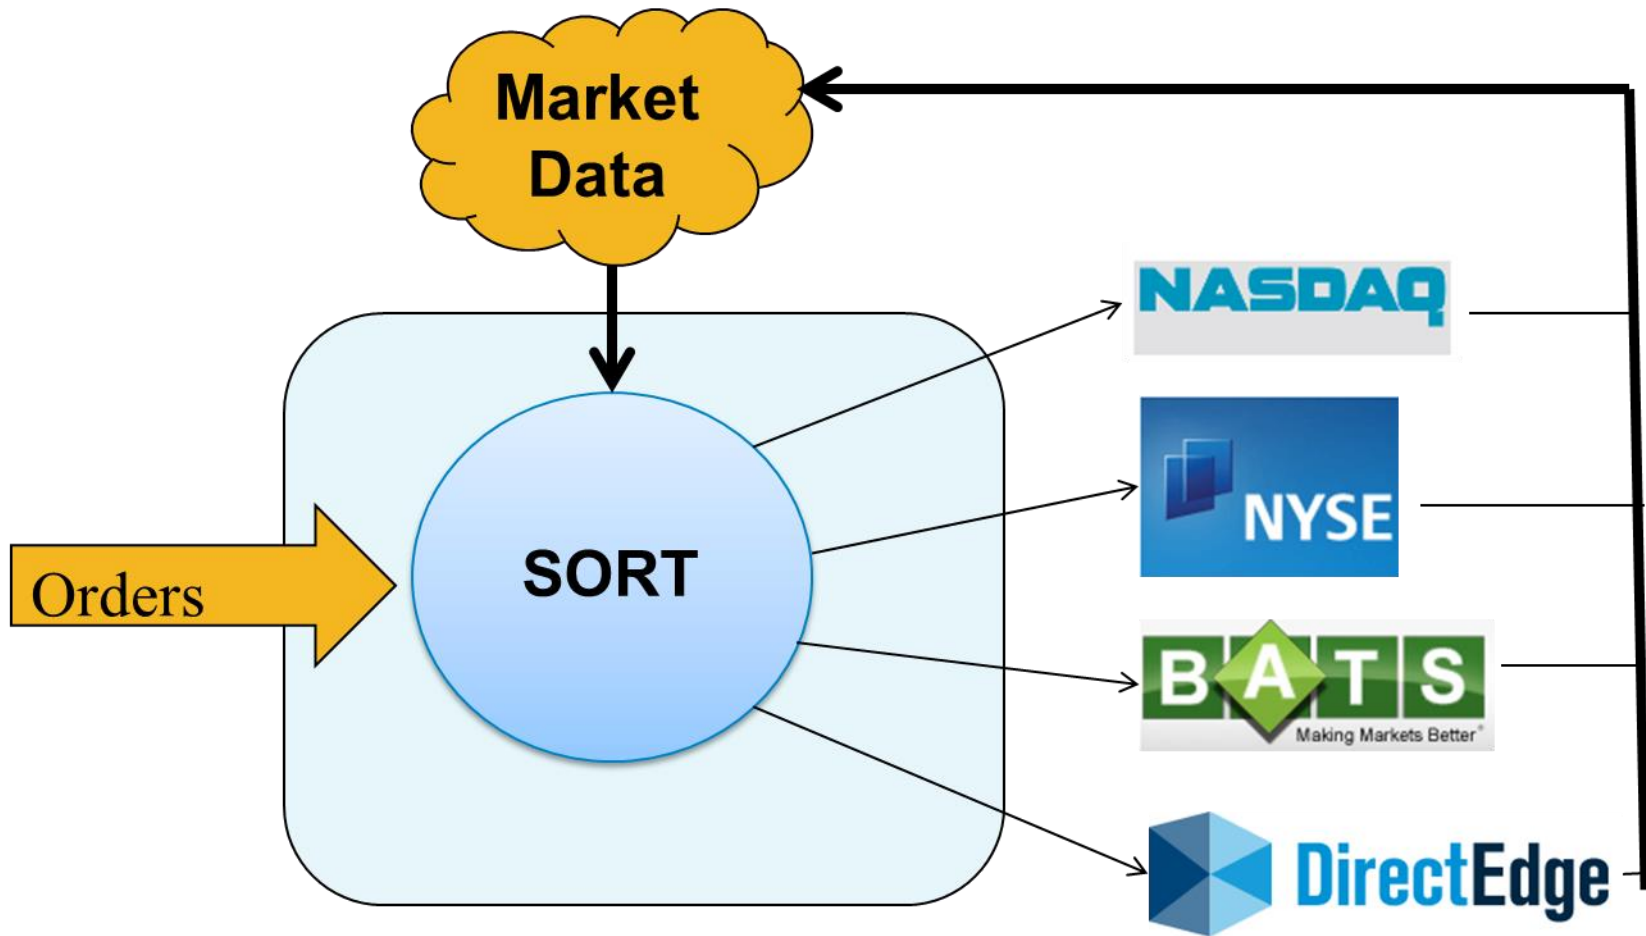 Market
Data
NASDAQ
NYSE
Orders
SORT
BATS
Making Markets Better®
DirectEdge